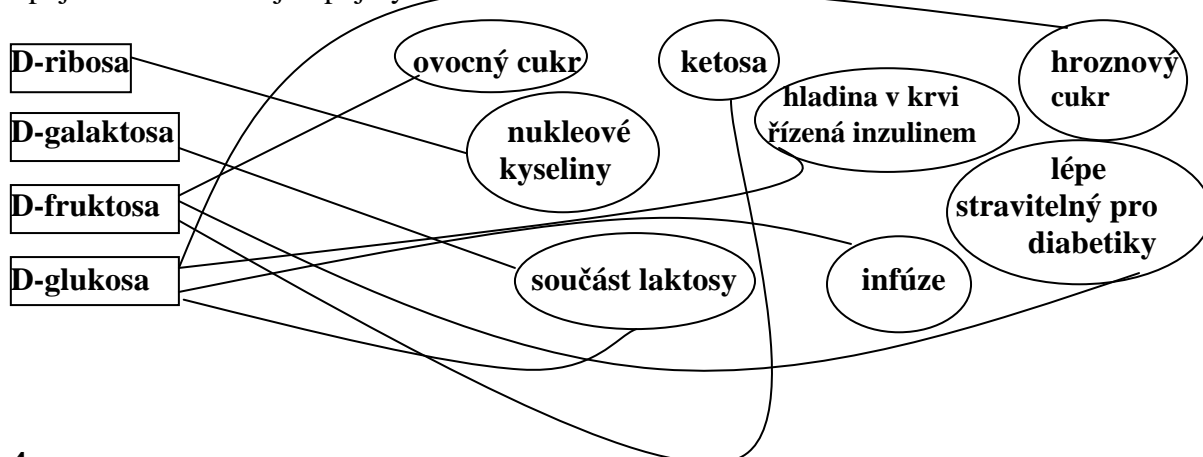 D-ribosa
D-galaktosa
D-fruktosa
D-glukosa
ovocný cukr
nukleové
kyseliny
součást laktosy
ketosa
hladina v krvi
řízená inzulinem
infúze
hroznový
cukr
lépe
stravitelný pro
diabetiky